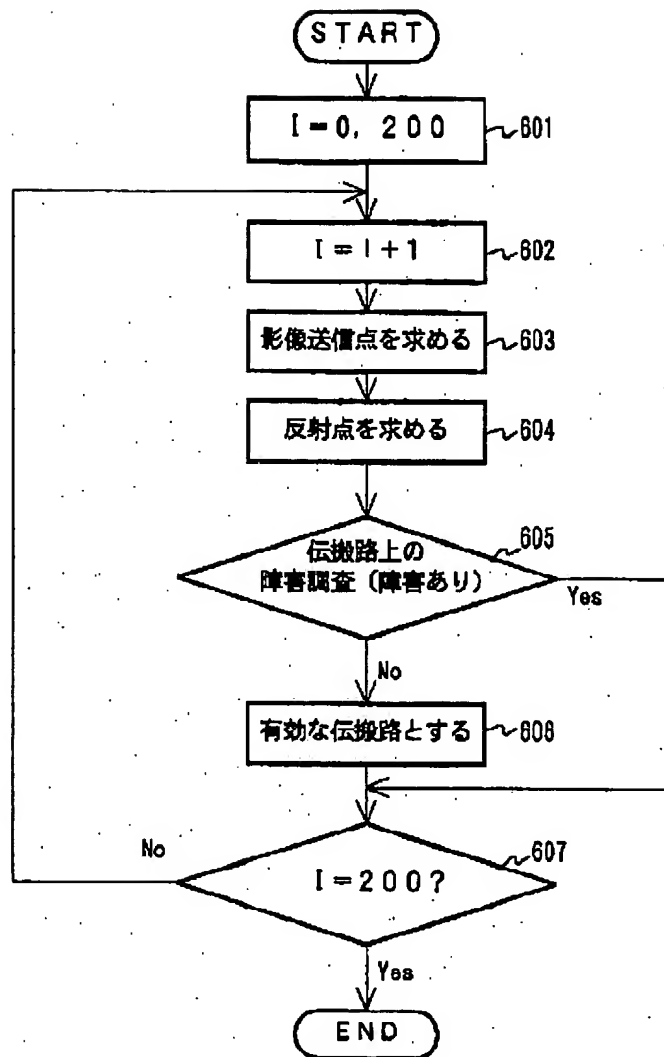 START
I=0, 200
601
I=I+1
602
影像送信点を求める
603
反射点を求める
604
伝搬路上の
障害調査(障害あり)
605
Yes
No
有効な伝搬路とする
606
No
I=200?
607
Yes
END